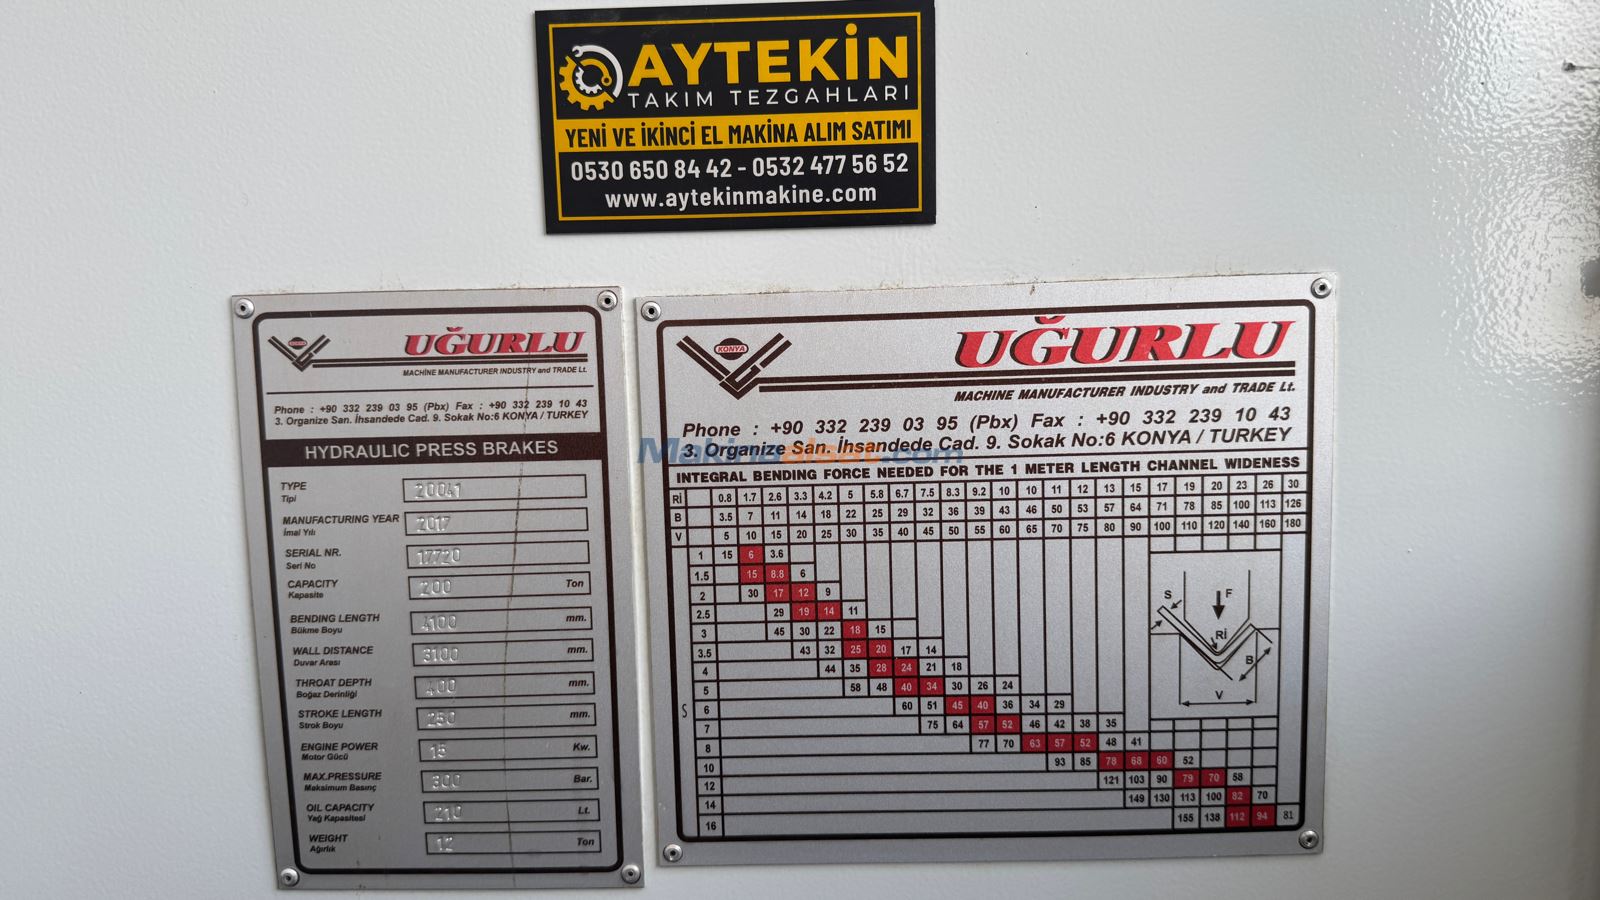 AYTEKİN
TAKIM TEZGAHLARI
YENİ VE İKİNCİ EL MAKİNA ALIM SATIMI
0530 650 84 42 - 0532 477 56 52
www.aytekinmakine.com
UĞURLU
MACHINE MANUFACTURER INDUSTRY and TRADE Lt.
Phone : +90 332 239 03 95 (Pbx) Fax : +90 332 239 10 43
3. Organize San. İhsandede Cad. 9. Sokak No:6 KONYA / TURKEY
HYDRAULIC PRESS BRAKES
TYPE 20041
Tipi
MANUFACTURING YEAR 2017
İmal Yılı
SERIAL NR. 17720
Seri No
CAPACITY 200 Ton
Kapasite
BENDING LENGTH 4100 mm.
Bükme Boyu
WALL DISTANCE 3100 mm.
Duvar Arası
THROAT DEPTH 400 mm.
Boğaz Derinliği
STROKE LENGTH 250 mm.
Strok Boyu
ENGINE POWER 15 Kw.
Motor Gücü
MAX.PRESSURE 300 Bar.
Maksimum Basınç
OIL CAPACITY 210 Lt.
Yağ Kapasitesi
WEIGHT 12 Ton
Ağırlık
KONYA
UĞURLU
MACHINE MANUFACTURER INDUSTRY and TRADE Lt.
Phone : +90 332 239 03 95 (Pbx) Fax : +90 332 239 10 43
3. Organize San. İhsandede Cad. 9. Sokak No:6 KONYA / TURKEY
Makinaalsat.com
INTEGRAL BENDING FORCE NEEDED FOR THE 1 METER LENGTH CHANNEL WIDENESS
Rİ 0.8 1.7 2.6 3.3 4.2 5 5.8 6.7 7.5 8.3 9.2 10 10 11 12 13 15 17 19 20 23 26 30
B 3.5 7 11 14 18 22 25 29 32 36 39 43 46 50 53 57 64 71 78 85 100 113 126
V 5 10 15 20 25 30 35 40 45 50 55 60 65 70 75 80 90 100 110 120 140 160 180
1 15 6 3.6
1.5 15 8.8 6
2 30 17 12 9
2.5 29 19 14 11
3 45 30 22 18 15
3.5 43 32 25 20 17 14
4 44 35 28 24 21 18
5 58 48 40 34 30 26 24
S 6 60 51 45 40 36 34 29
7 75 64 57 52 46 42 38 35
8 77 70 63 57 52 48 41
10 93 85 78 68 60 52
12 121 103 90 79 70 58
14 149 130 113 100 82 70
16 155 138 112 94 81
S F
Rİ
B
V